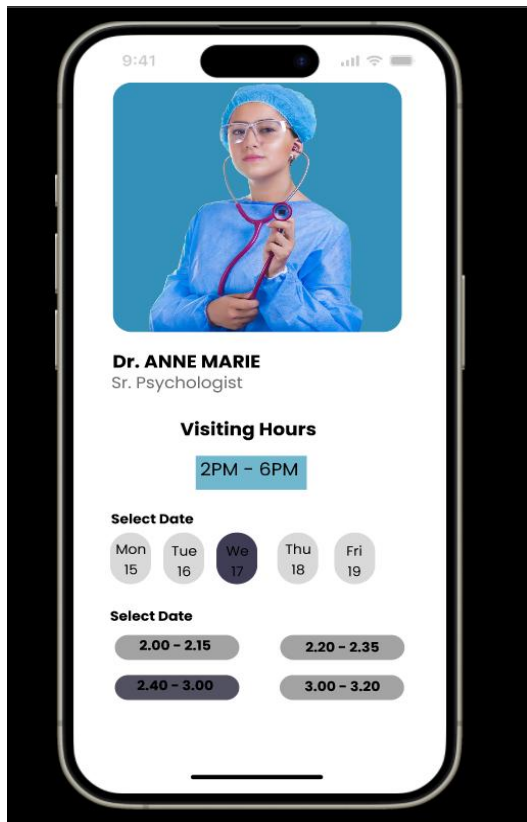 9:41
Dr. ANNE MARIE
Sr. Psychologist
Visiting Hours
2PM - 6PM
Select Date
Mon Tue We Thu Fri
15 16 17 18 19
Select Date
2.00 - 2.15 2.20 - 2.35
2.40 - 3.00 3.00 - 3.20